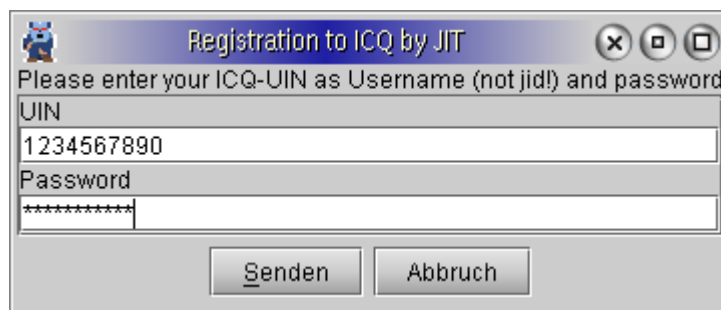 Registration to ICQ by JIT
Please enter your ICQ-UIN as Username (not jid!) and password
UIN
1234567890
Password
***********
Senden Abbruch